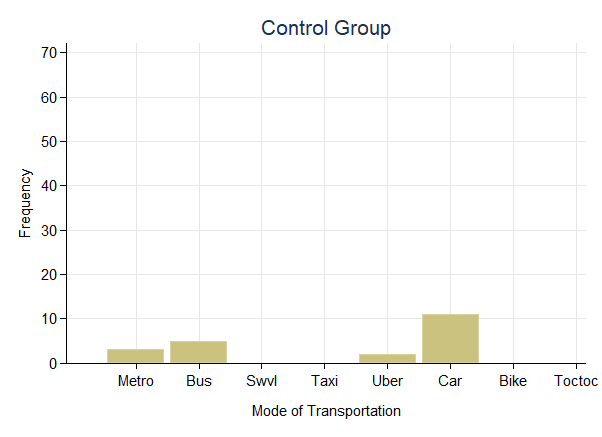 Control Group
70
60
50
40
30
20
10
0
Frequency
Metro Bus Swvl Taxi Uber Car Bike Toctoc
Mode of Transportation